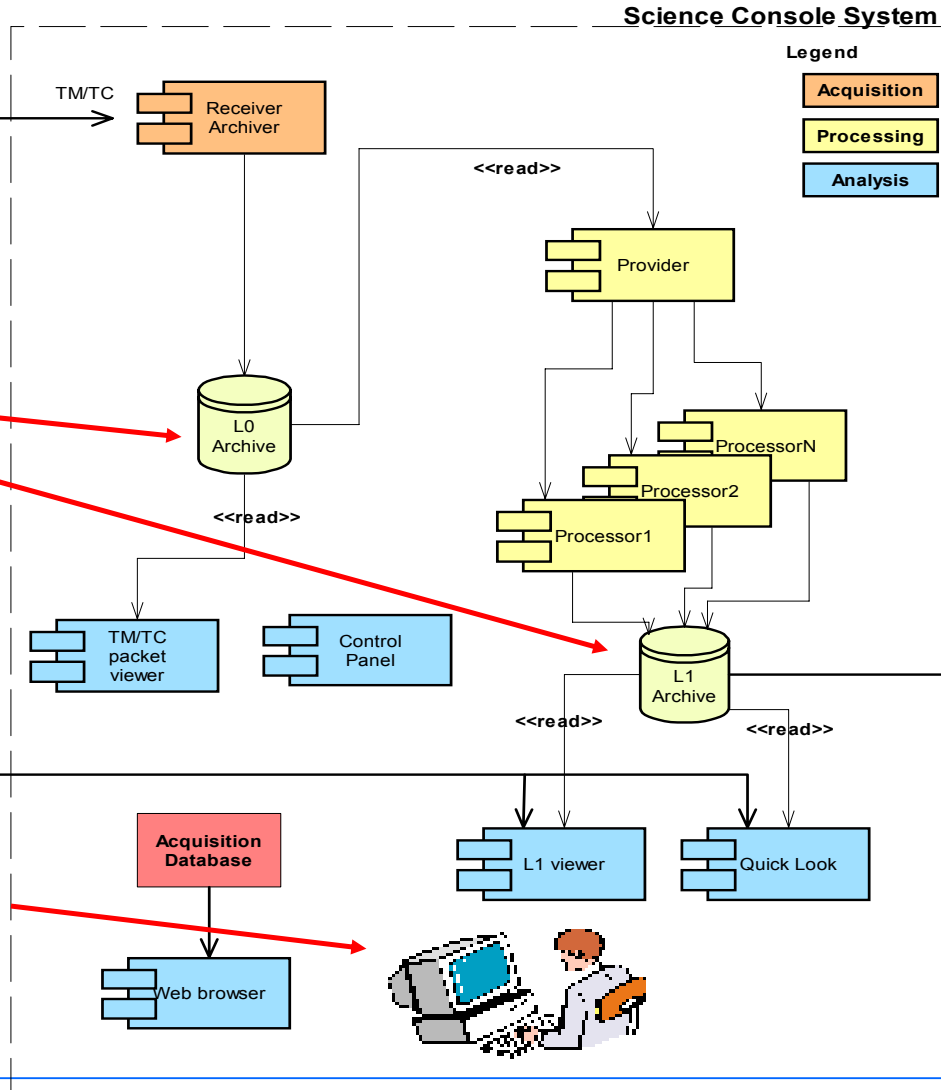 Science Console System
Legend
Acquisition
Processing
Analysis
TM/TC
Receiver
Archiver
<<read>>
Provider
L0
Archive
ProcessorN
Processor2
Processor1
<<read>>
TM/TC
packet
viewer
Control
Panel
L1
Archive
<<read>>
<<read>>
Acquisition
Database
L1 viewer
Quick Look
Web browser